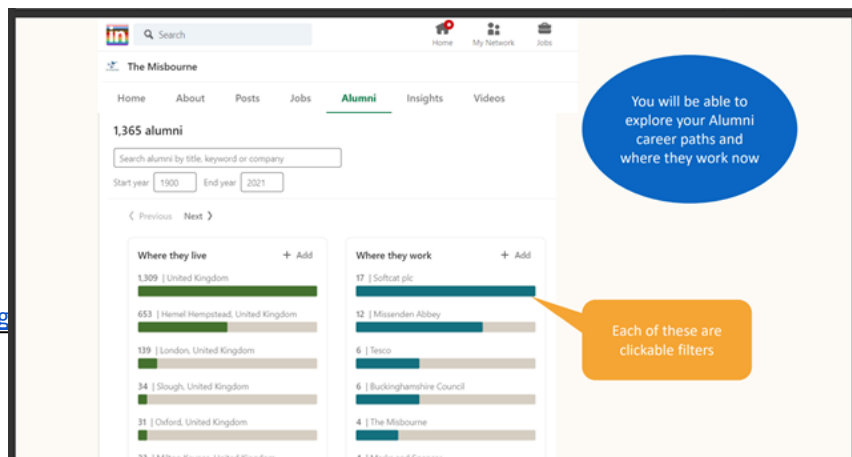 in
Search
Home
My Network
Jobs
The Misbourne
Home About Posts Jobs Alumni Insights Videos
1,365 alumni
Search alumni by title, keyword or company
Start year 1900 End year 2021
Previous Next
Where they live + Add
1,309 | United Kingdom
653 | Hemel Hempstead, United Kingdom
139 | London, United Kingdom
34 | Slough, United Kingdom
31 | Oxford, United Kingdom
Where they work + Add
17 | Softcat plc
12 | Missenden Abbey
6 | Tesco
6 | Buckinghamshire Council
4 | The Misbourne
You will be able to
explore your Alumni
career paths and
where they work now
Each of these are
clickable filters